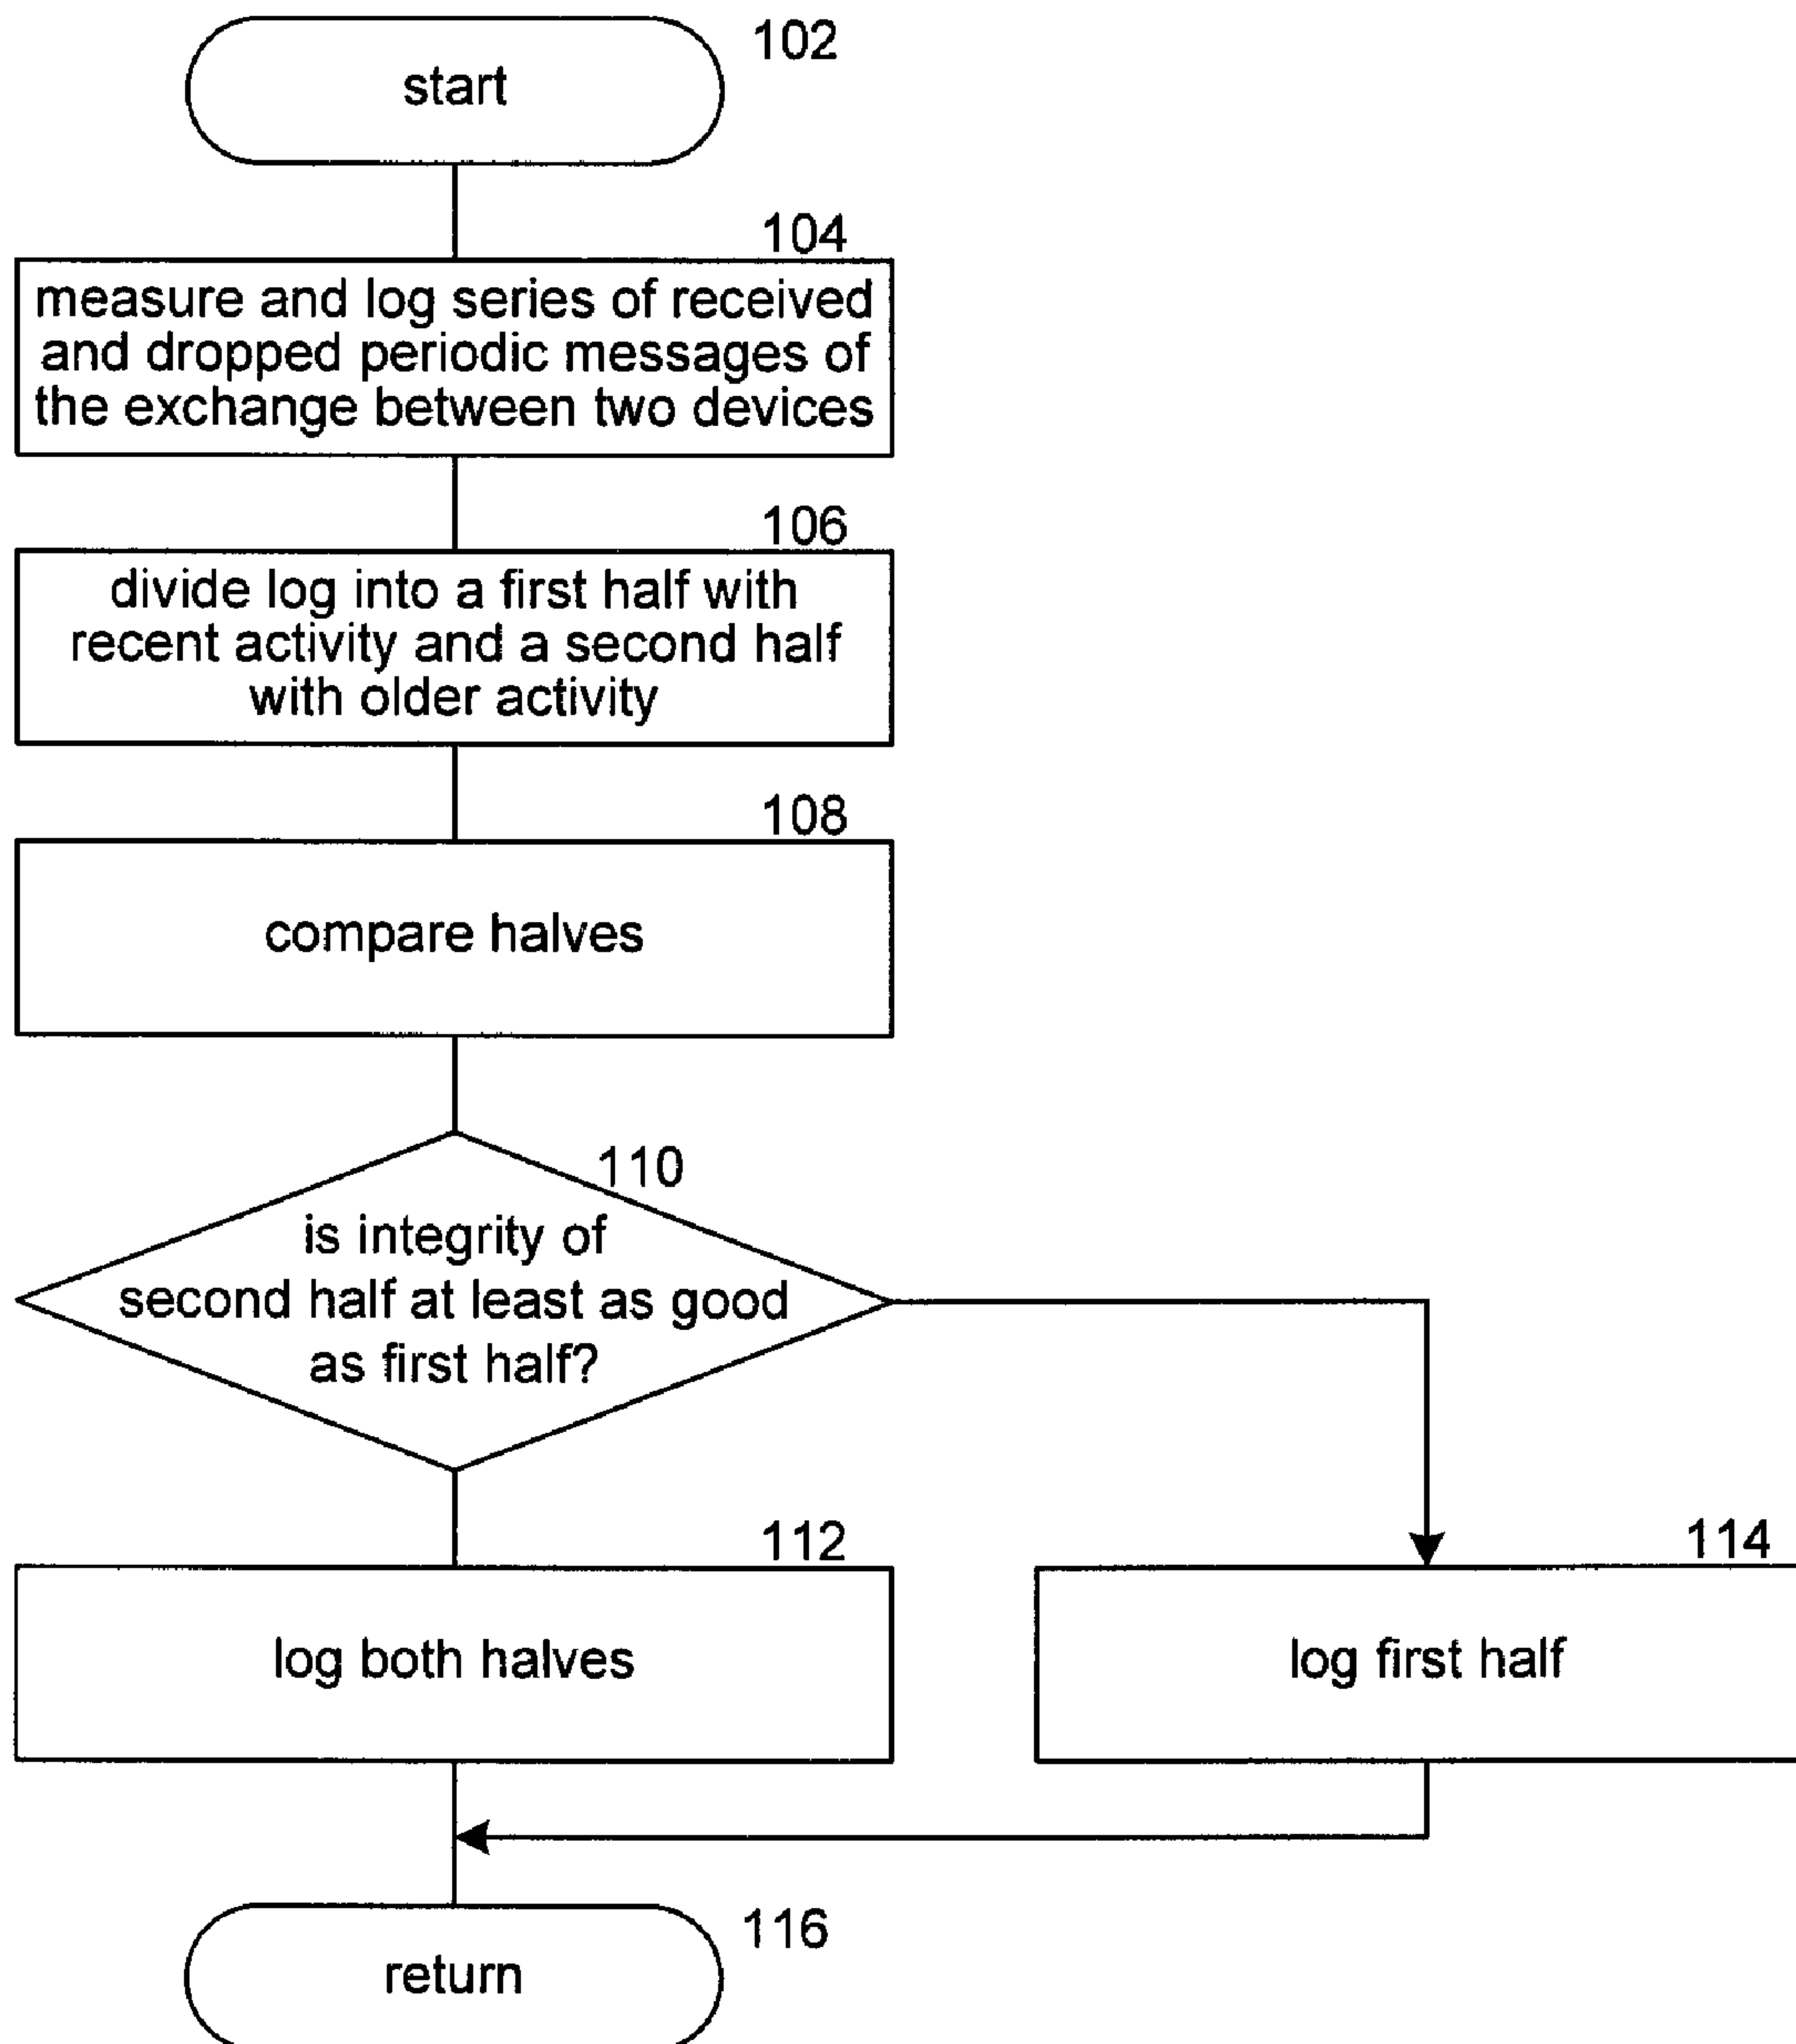 102
start
104
measure and log series of received
and dropped periodic messages of
the exchange between two devices
106
divide log into a first half with
recent activity and a second half
with older activity
108
compare halves
110
is integrity of
second half at least as good
as first half?
112
log both halves
114
log first half
116
return